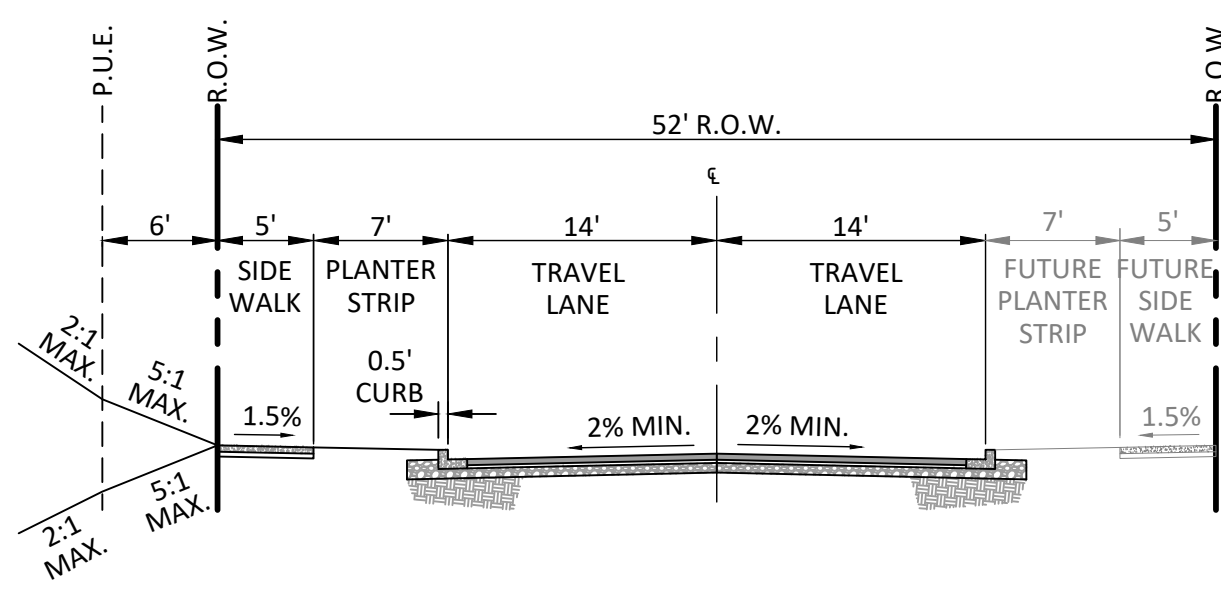 P.U.E.
R.O.W.
R.O.W.
52' R.O.W.
℄
6'
5'
7'
14'
14'
7'
5'
SIDE
WALK
PLANTER
STRIP
TRAVEL
LANE
TRAVEL
LANE
FUTURE
PLANTER
STRIP
FUTURE
SIDE
WALK
2:1
MAX.
5:1
MAX.
0.5'
CURB
1.5%
2% MIN.
2% MIN.
1.5%
5:1
MAX.
2:1
MAX.